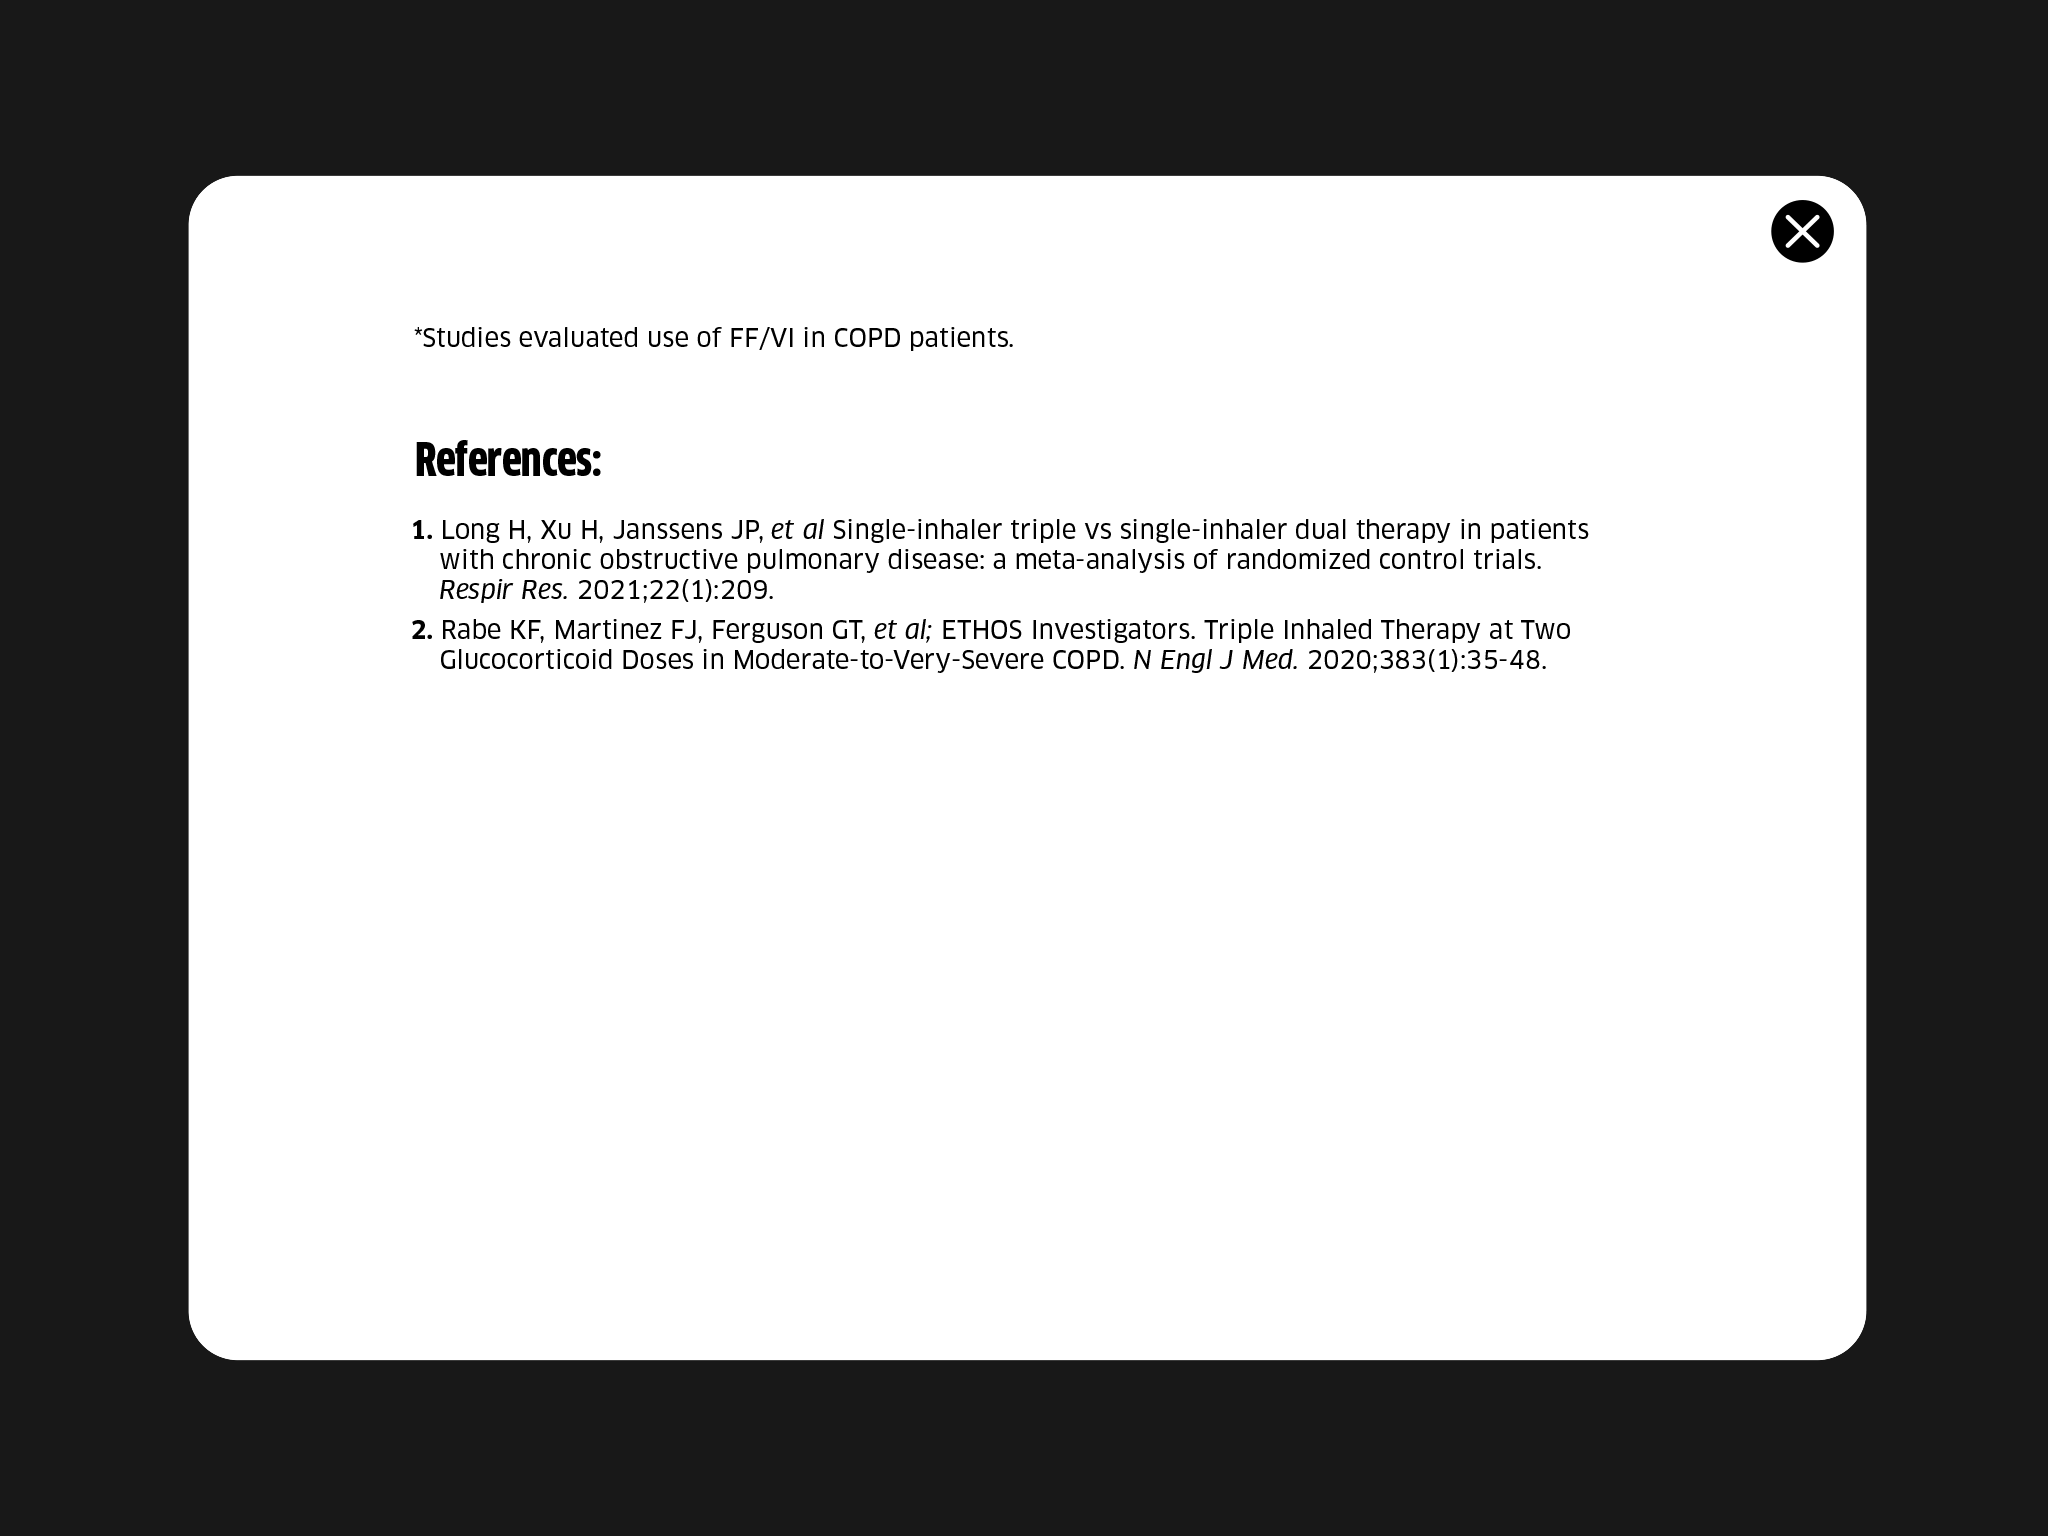 *Studies evaluated use of FF/VI in COPD patients.
References:
1. Long H, Xu H, Janssens JP, et al Single-inhaler triple vs single-inhaler dual therapy in patients
with chronic obstructive pulmonary disease: a meta-analysis of randomized control trials.
Respir Res. 2021;22(1):209.
2. Rabe KF, Martinez FJ, Ferguson GT, et al; ETHOS Investigators. Triple Inhaled Therapy at Two
Glucocorticoid Doses in Moderate-to-Very-Severe COPD. N Engl J Med. 2020;383(1):35-48.